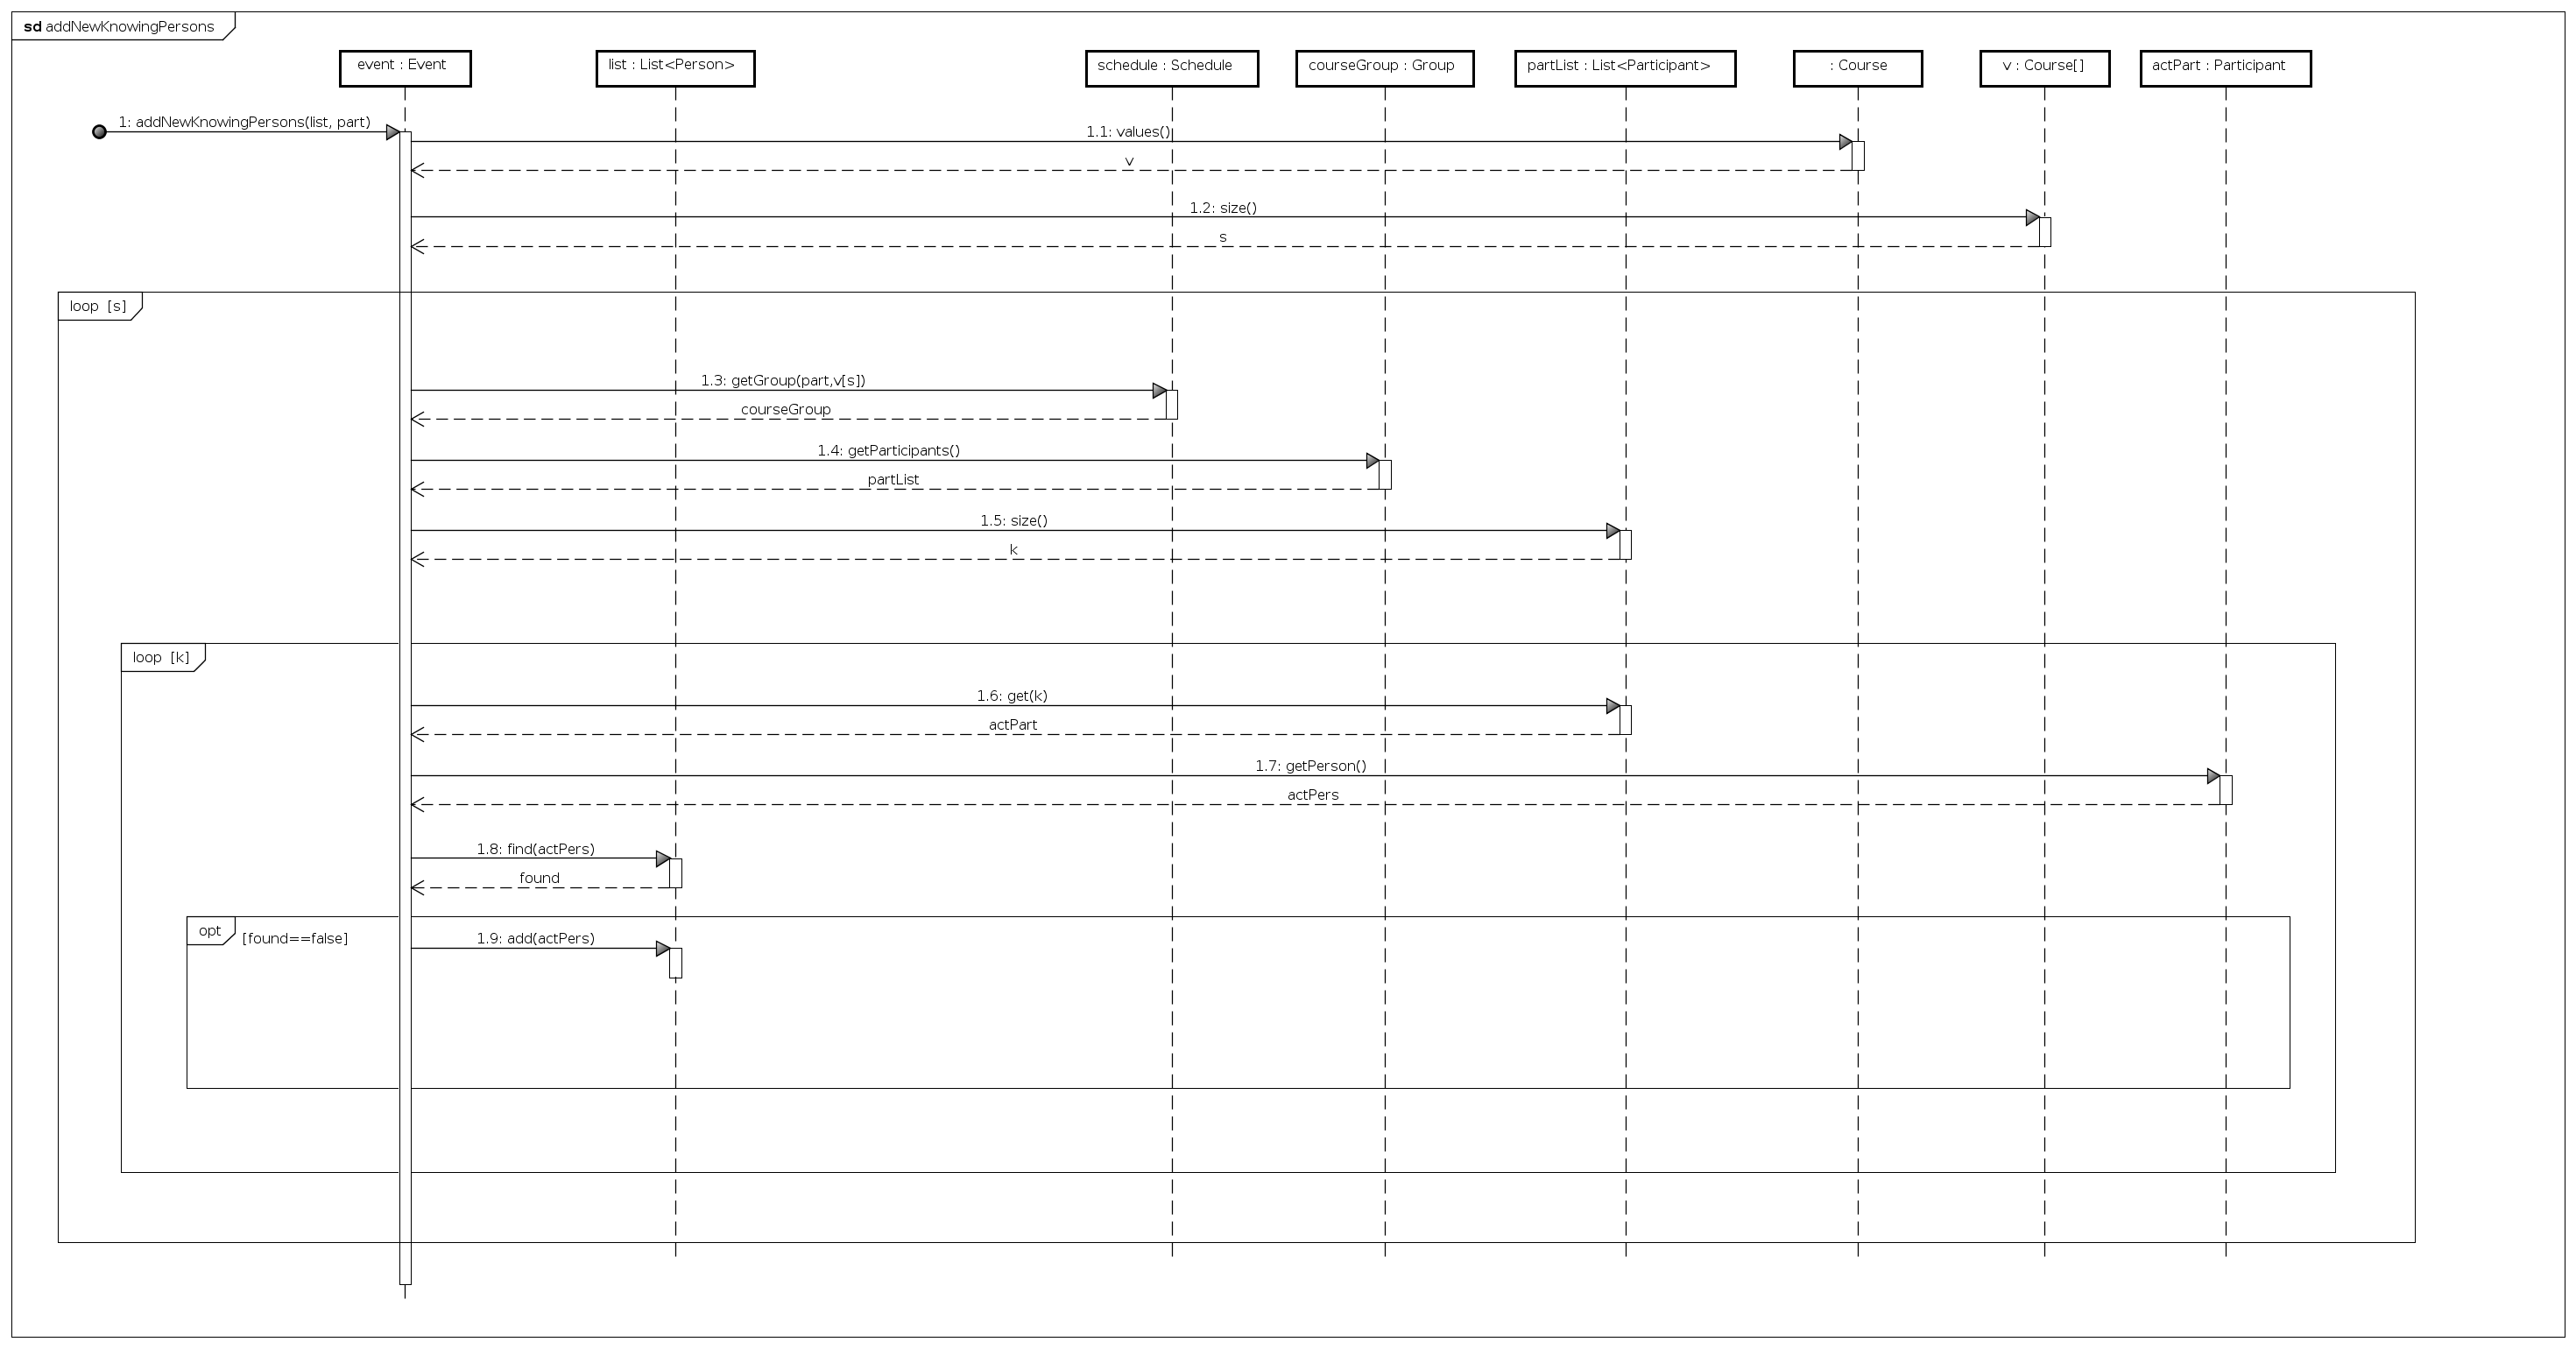 sd addNewKnowingPersons
event : Event
list : List<Person>
schedule : Schedule
courseGroup : Group
partList : List<Participant>
: Course
v : Course[]
actPart : Participant
1: addNewKnowingPersons(list, part)
1.1: values()
v
1.2: size()
s
loop [s]
1.3: getGroup(part,v[s])
courseGroup
1.4: getParticipants()
partList
1.5: size()
k
loop [k]
1.6: get(k)
actPart
1.7: getPerson()
actPers
1.8: find(actPers)
found
opt
[found==false]
1.9: add(actPers)